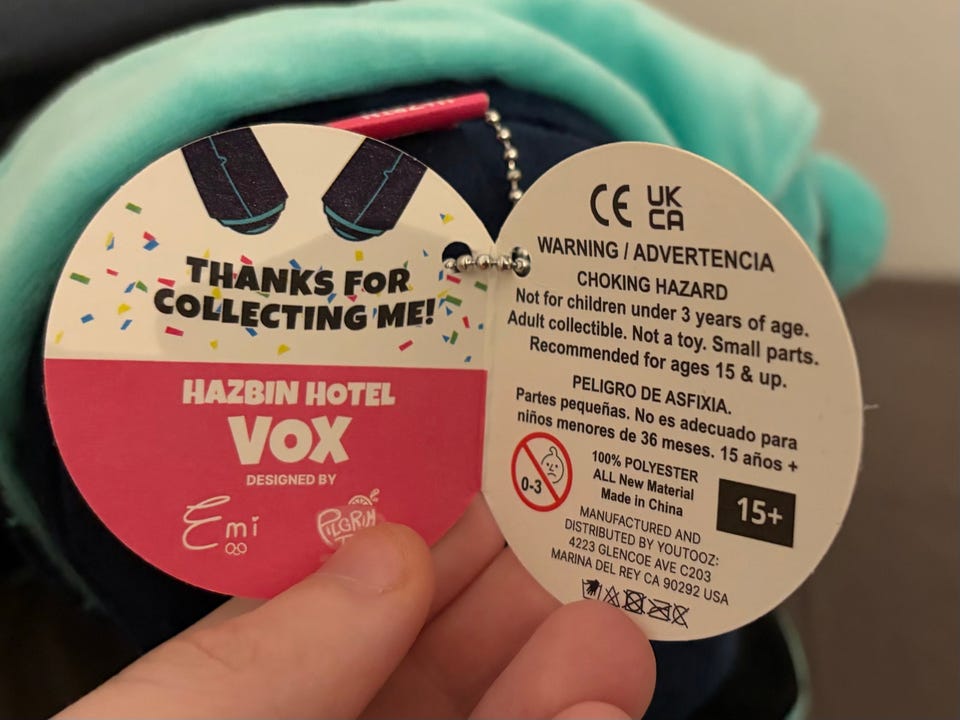 THANKS FOR
COLLECTING ME!
HAZBIN HOTEL
VOX
DESIGNED BY
Emi
PILGRIM
CE UK
CA
WARNING / ADVERTENCIA
CHOKING HAZARD
Not for children under 3 years of age.
Adult collectible. Not a toy. Small parts.
Recommended for ages 15 & up.
PELIGRO DE ASFIXIA.
Partes pequeñas. No es adecuado para
niños menores de 36 meses. 15 años +
0-3
100% POLYESTER
ALL New Material
Made in China
15+
MANUFACTURED AND
DISTRIBUTED BY YOUTOOZ:
4223 GLENCOE AVE C203
MARINA DEL REY CA 90292 USA